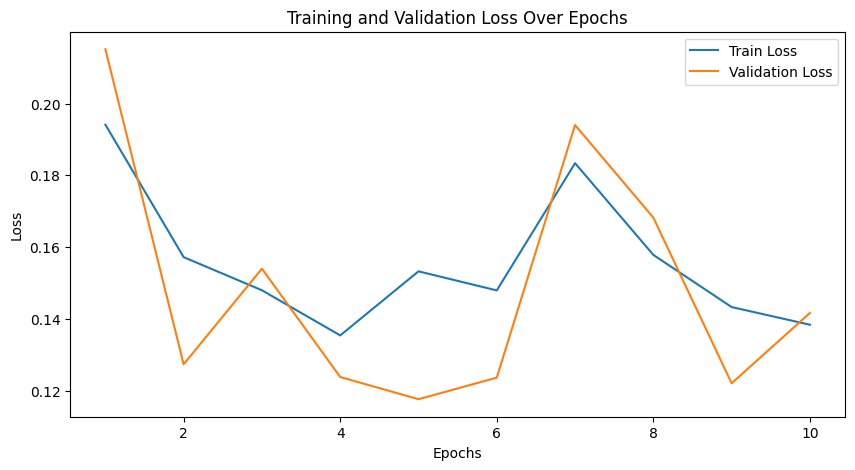 Training and Validation Loss Over Epochs
Train Loss
Validation Loss
Loss
0.20
0.18
0.16
0.14
0.12
2 4 6 8 10
Epochs